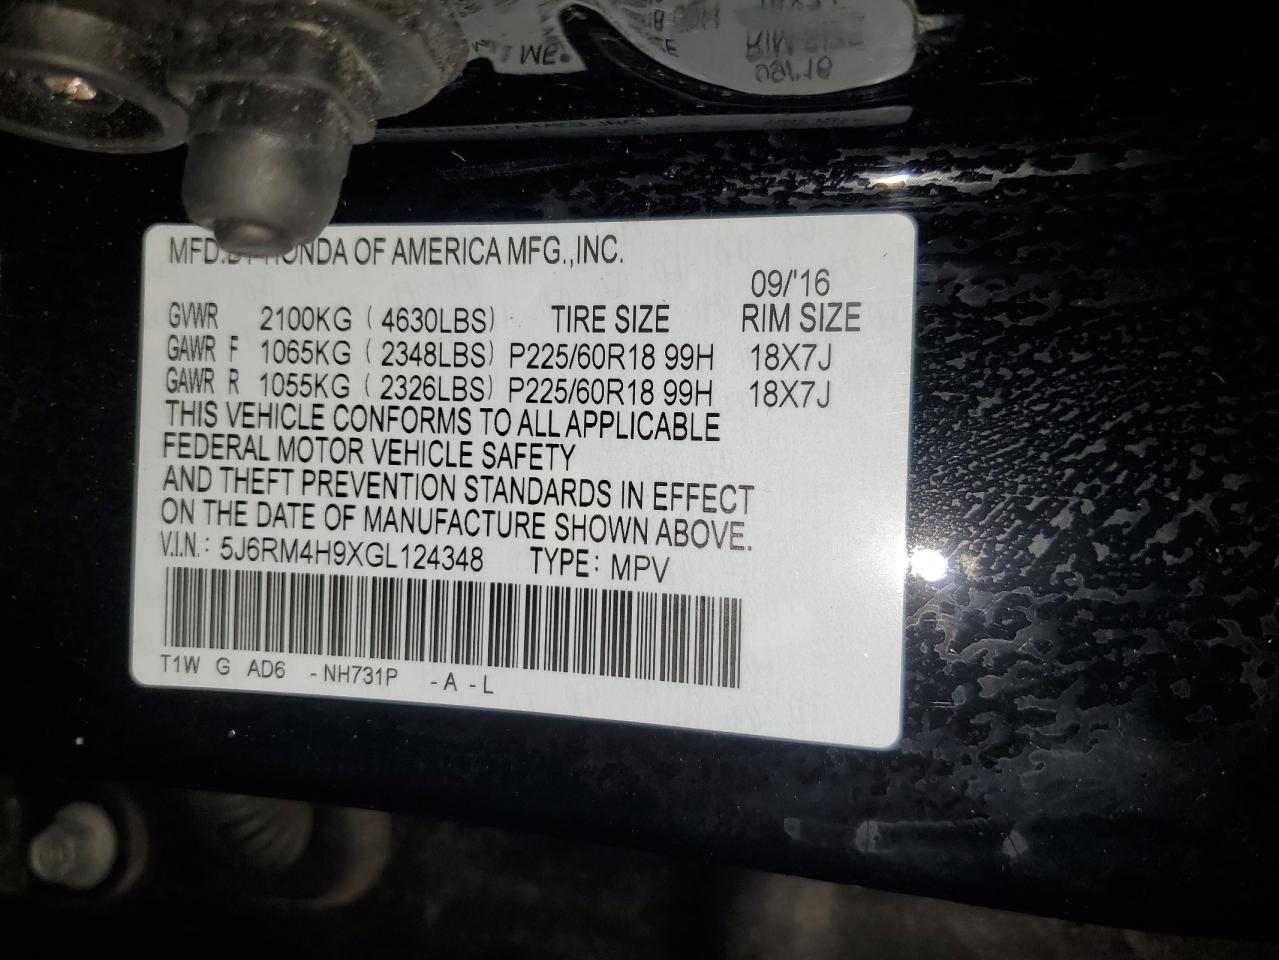 MFD. HONDA OF AMERICA MFG.,INC.
09/'16
GVWR 2100KG ( 4630LBS) TIRE SIZE RIM SIZE
GAWR F 1065KG ( 2348LBS) P225/60R18 99H 18X7J
GAWR R 1055KG ( 2326LBS) P225/60R18 99H 18X7J
THIS VEHICLE CONFORMS TO ALL APPLICABLE
FEDERAL MOTOR VEHICLE SAFETY
AND THEFT PREVENTION STANDARDS IN EFFECT
ON THE DATE OF MANUFACTURE SHOWN ABOVE.
V.I.N.: 5J6RM4H9XGL124348 TYPE: MPV
T1W G AD6 -NH731P -A -L